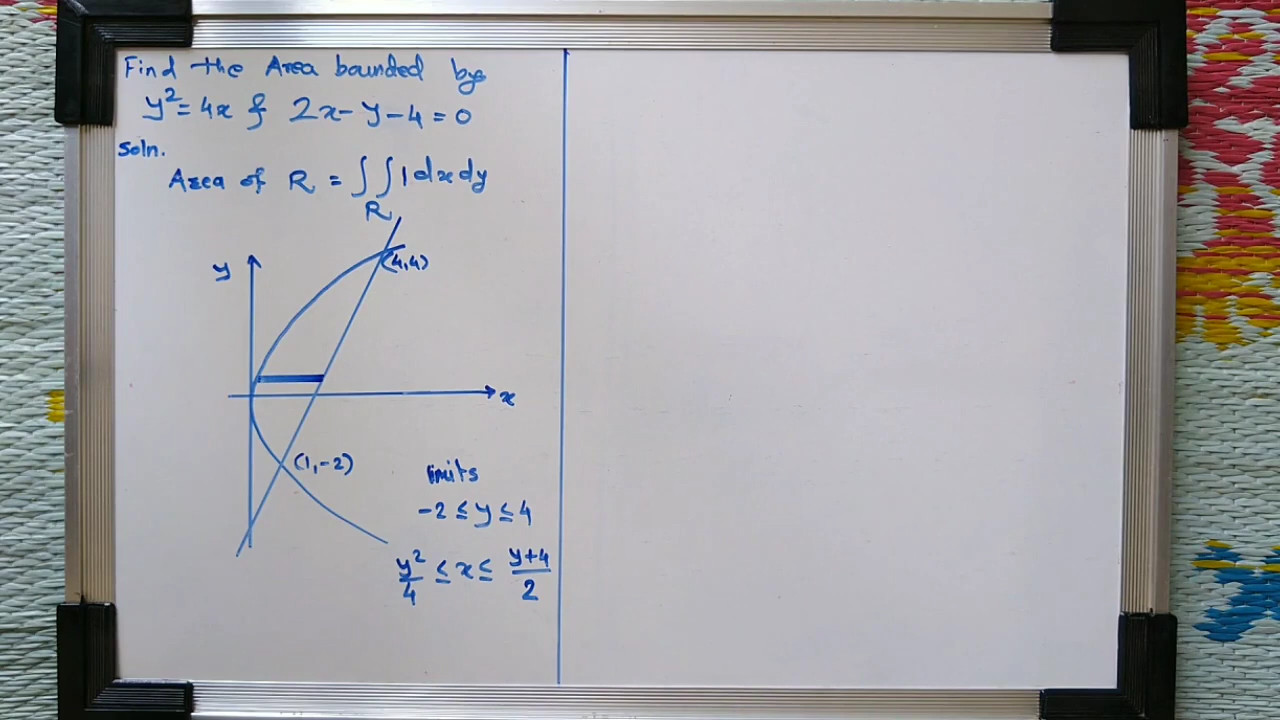 Find the Area bounded by
y² = 4x & 2x - y - 4 = 0
Soln.
Area of R = ∫∫ 1 dx dy
R
y
(4,4)
x
(1,-2)
limits
-2 ≤ y ≤ 4
y²/4 ≤ x ≤ (y+4)/2